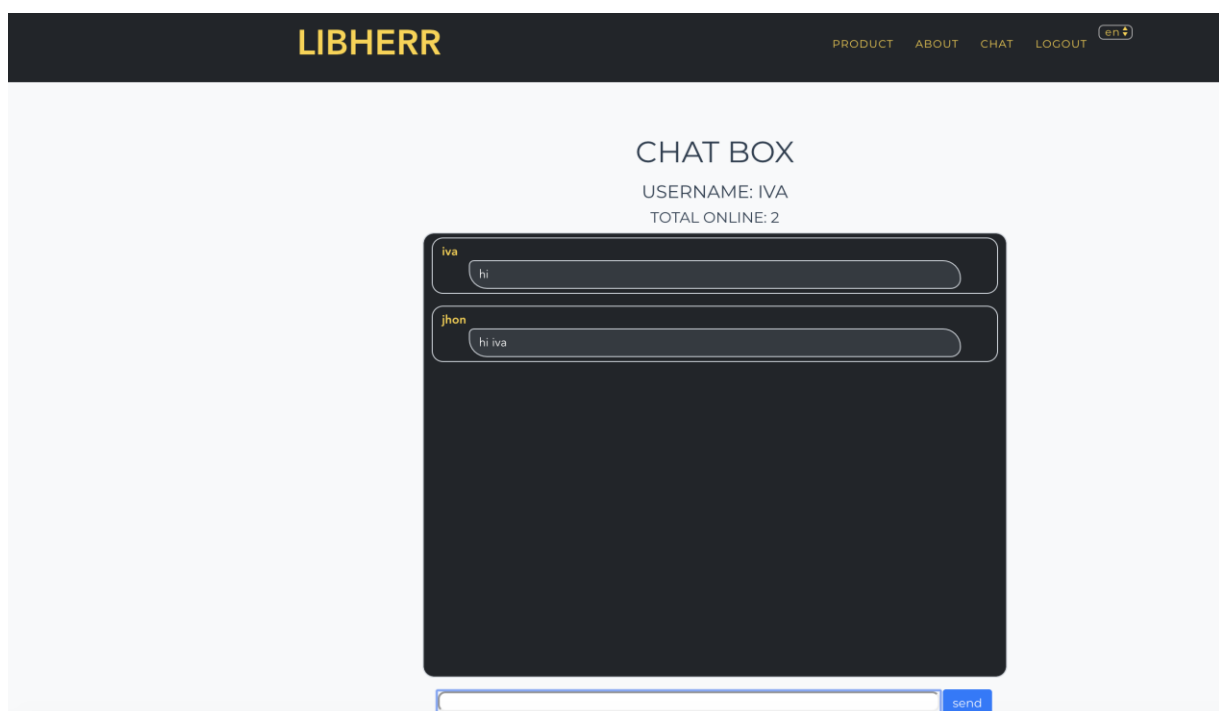 LIBHERR
PRODUCT ABOUT CHAT LOGOUT en
CHAT BOX
USERNAME: IVA
TOTAL ONLINE: 2
iva
hi
jhon
hi iva
send